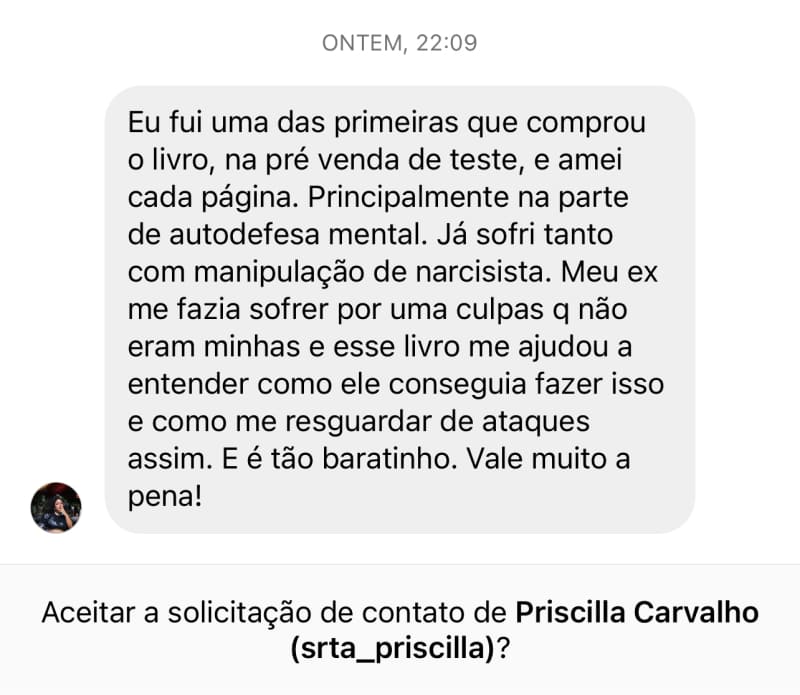 ONTEM, 22:09
Eu fui uma das primeiras que comprou
o livro, na pré venda de teste, e amei
cada página. Principalmente na parte
de autodefesa mental. Já sofri tanto
com manipulação de narcisista. Meu ex
me fazia sofrer por uma culpas q não
eram minhas e esse livro me ajudou a
entender como ele conseguia fazer isso
e como me resguardar de ataques
assim. E é tão baratinho. Vale muito a
pena!
Aceitar a solicitação de contato de Priscilla Carvalho
(srta_priscilla)?